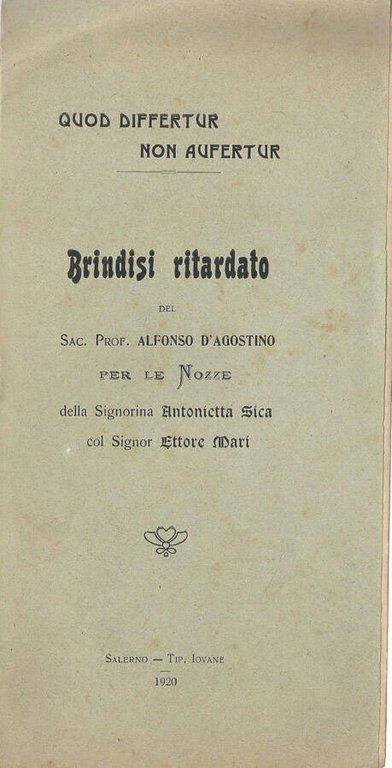 QUOD DIFFERTUR
NON AUFERTUR
Brindisi ritardato
DEL
SAC. PROF. ALFONSO D'AGOSTINO
PER LE NOZZE
della Signorina Antonietta Sica
col Signor Ettore Mari
SALERNO — TIP. IOVANE
1920